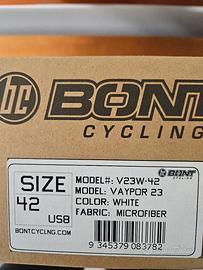 BONT
CYCLING
SIZE
42
US8
MODEL#: V23W-42
MODEL: VAYPOR 23
COLOR: WHITE
FABRIC: MICROFIBER
BONT
CYCLING
BONTCYCLING.COM
9 345379 083782